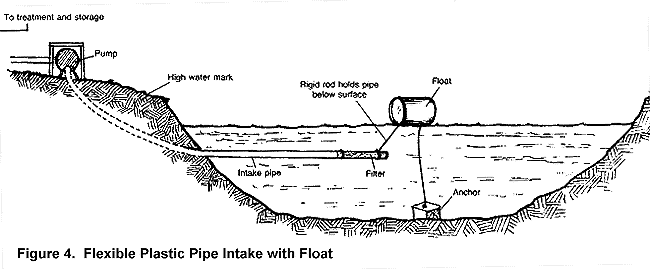 To treatment and storage
Pump
High water mark
Rigid rod holds pipe
below surface
Float
Intake pipe
Filter
Anchor
Figure 4. Flexible Plastic Pipe Intake with Float